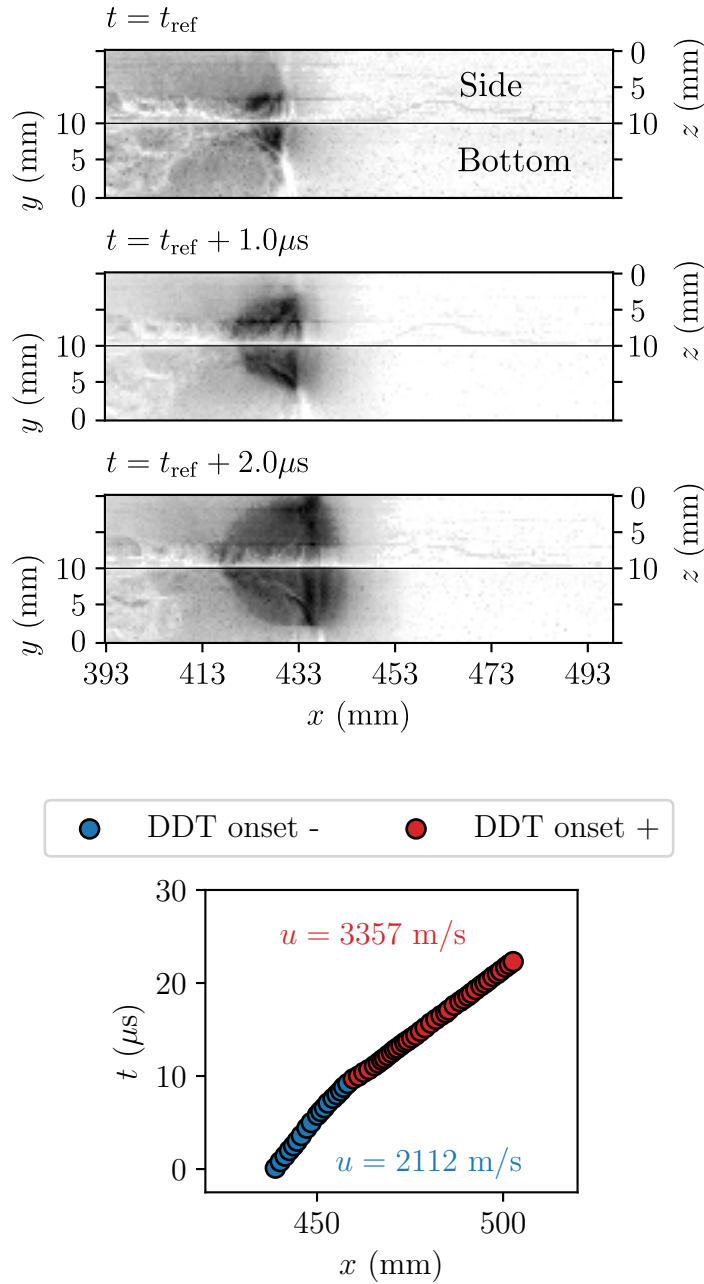 t = t_ref
0
Side
5
10
10
z (mm)
y (mm)
5
Bottom
0
t = t_ref + 1.0μs
0
5
10
10
z (mm)
y (mm)
5
0
t = t_ref + 2.0μs
0
5
10
10
z (mm)
y (mm)
5
0
393 413 433 453 473 493
x (mm)
DDT onset - DDT onset +
30
u = 3357 m/s
20
t (μs)
10
u = 2112 m/s
0
450 500
x (mm)